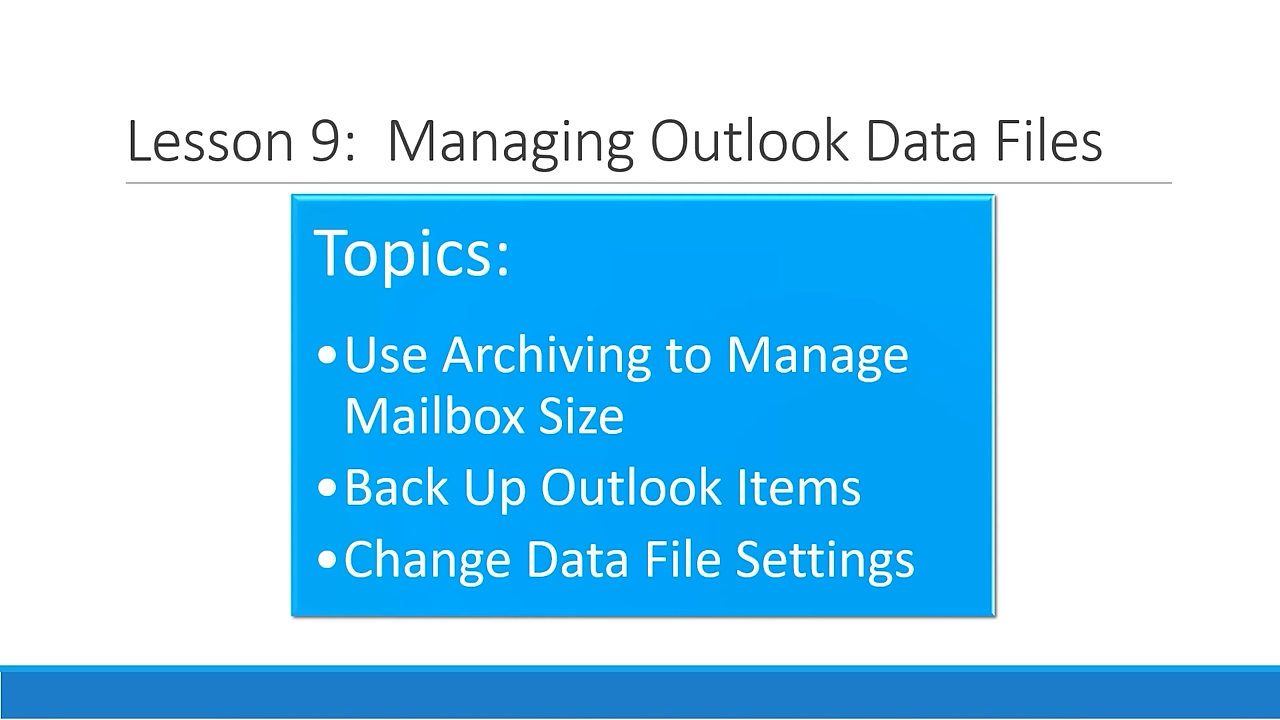 Lesson 9:  Managing Outlook Data Files
Topics:
•Use Archiving to Manage
Mailbox Size
•Back Up Outlook Items
•Change Data File Settings